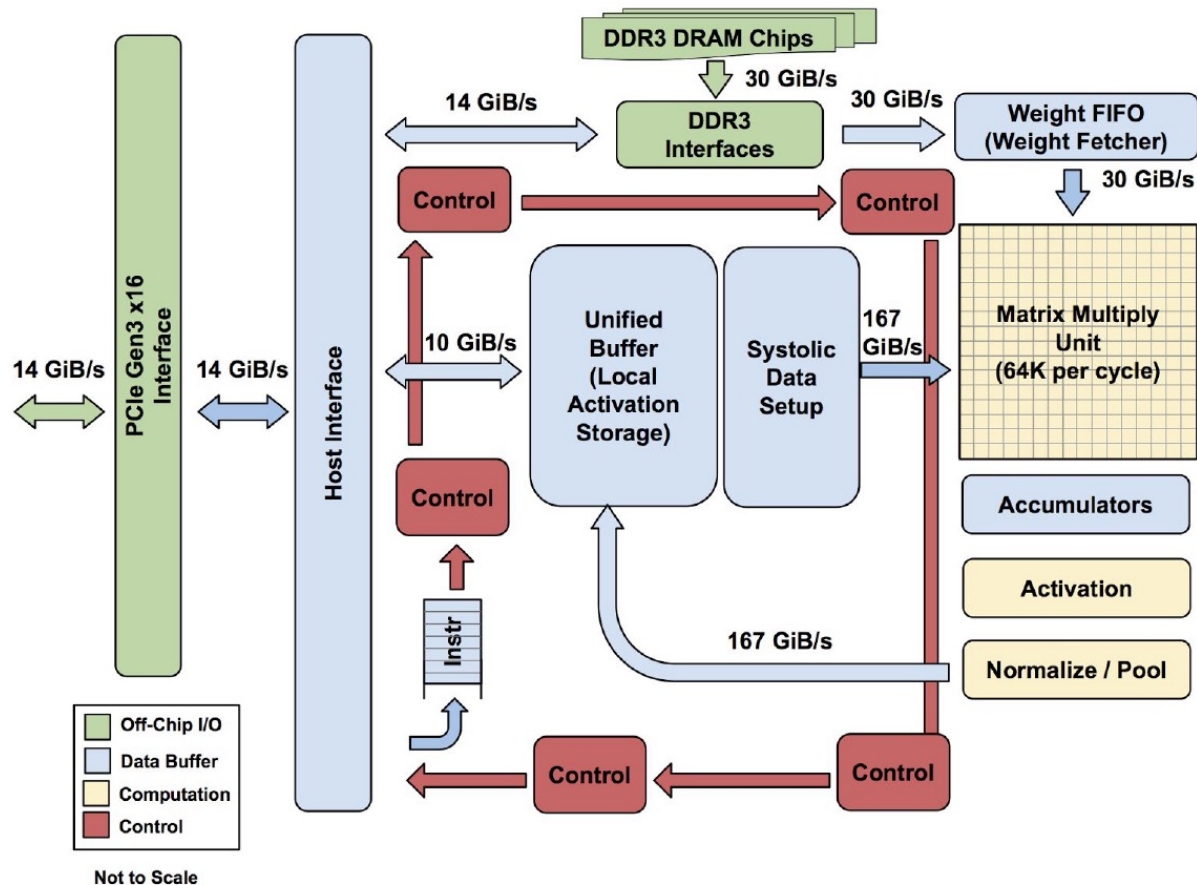 DDR3 DRAM Chips
30 GiB/s
14 GiB/s
DDR3
Interfaces
30 GiB/s
Weight FIFO
(Weight Fetcher)
30 GiB/s
Control
Control
PCIe Gen3 x16
Interface
Host Interface
14 GiB/s
14 GiB/s
10 GiB/s
Unified
Buffer
(Local
Activation
Storage)
Systolic
Data
Setup
167
GiB/s
Matrix Multiply
Unit
(64K per cycle)
Control
Accumulators
Activation
Instr
167 GiB/s
Normalize / Pool
Control
Control
Off-Chip I/O
Data Buffer
Computation
Control
Not to Scale